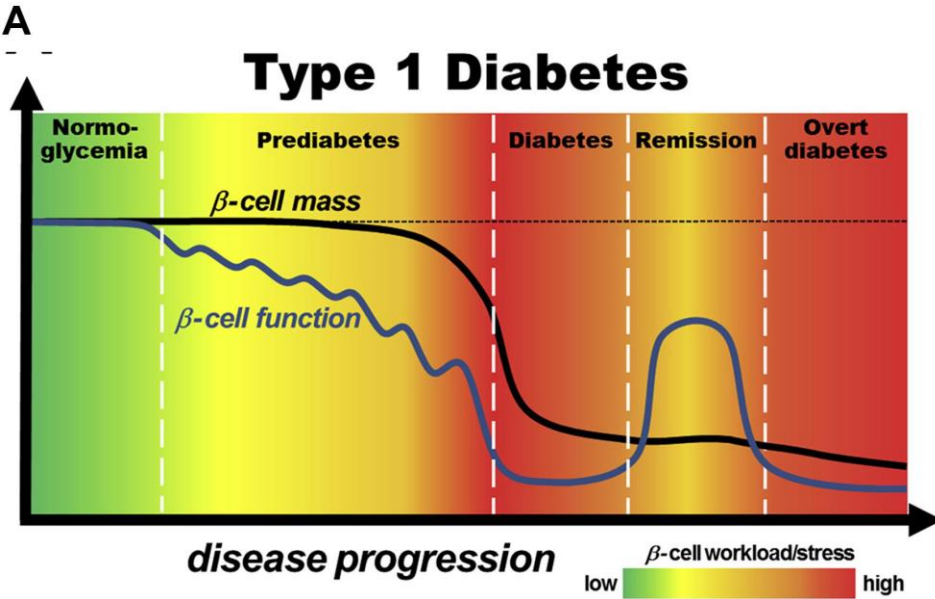 A
Type 1 Diabetes
Normo-
glycemia
Prediabetes
Diabetes
Remission
Overt
diabetes
β-cell mass
β-cell function
disease progression
β-cell workload/stress
low
high